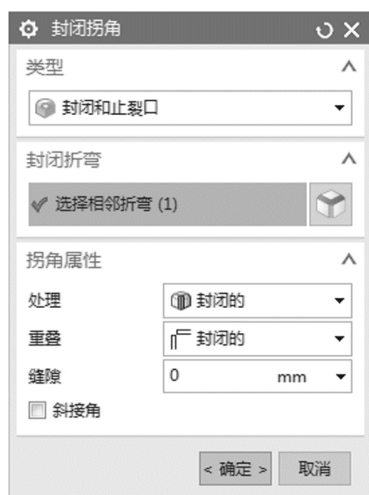 封闭拐角
类型
封闭和止裂口
封闭折弯
选择相邻折弯 (1)
拐角属性
处理 封闭的
重叠 封闭的
缝隙 0 mm
斜接角
< 确定 > 取消